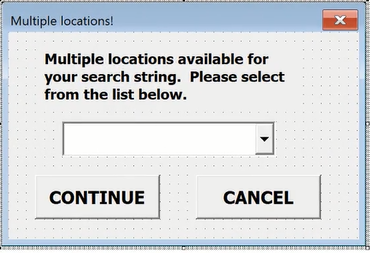 Multiple locations!
Multiple locations available for
your search string.  Please select
from the list below.
CONTINUE
CANCEL